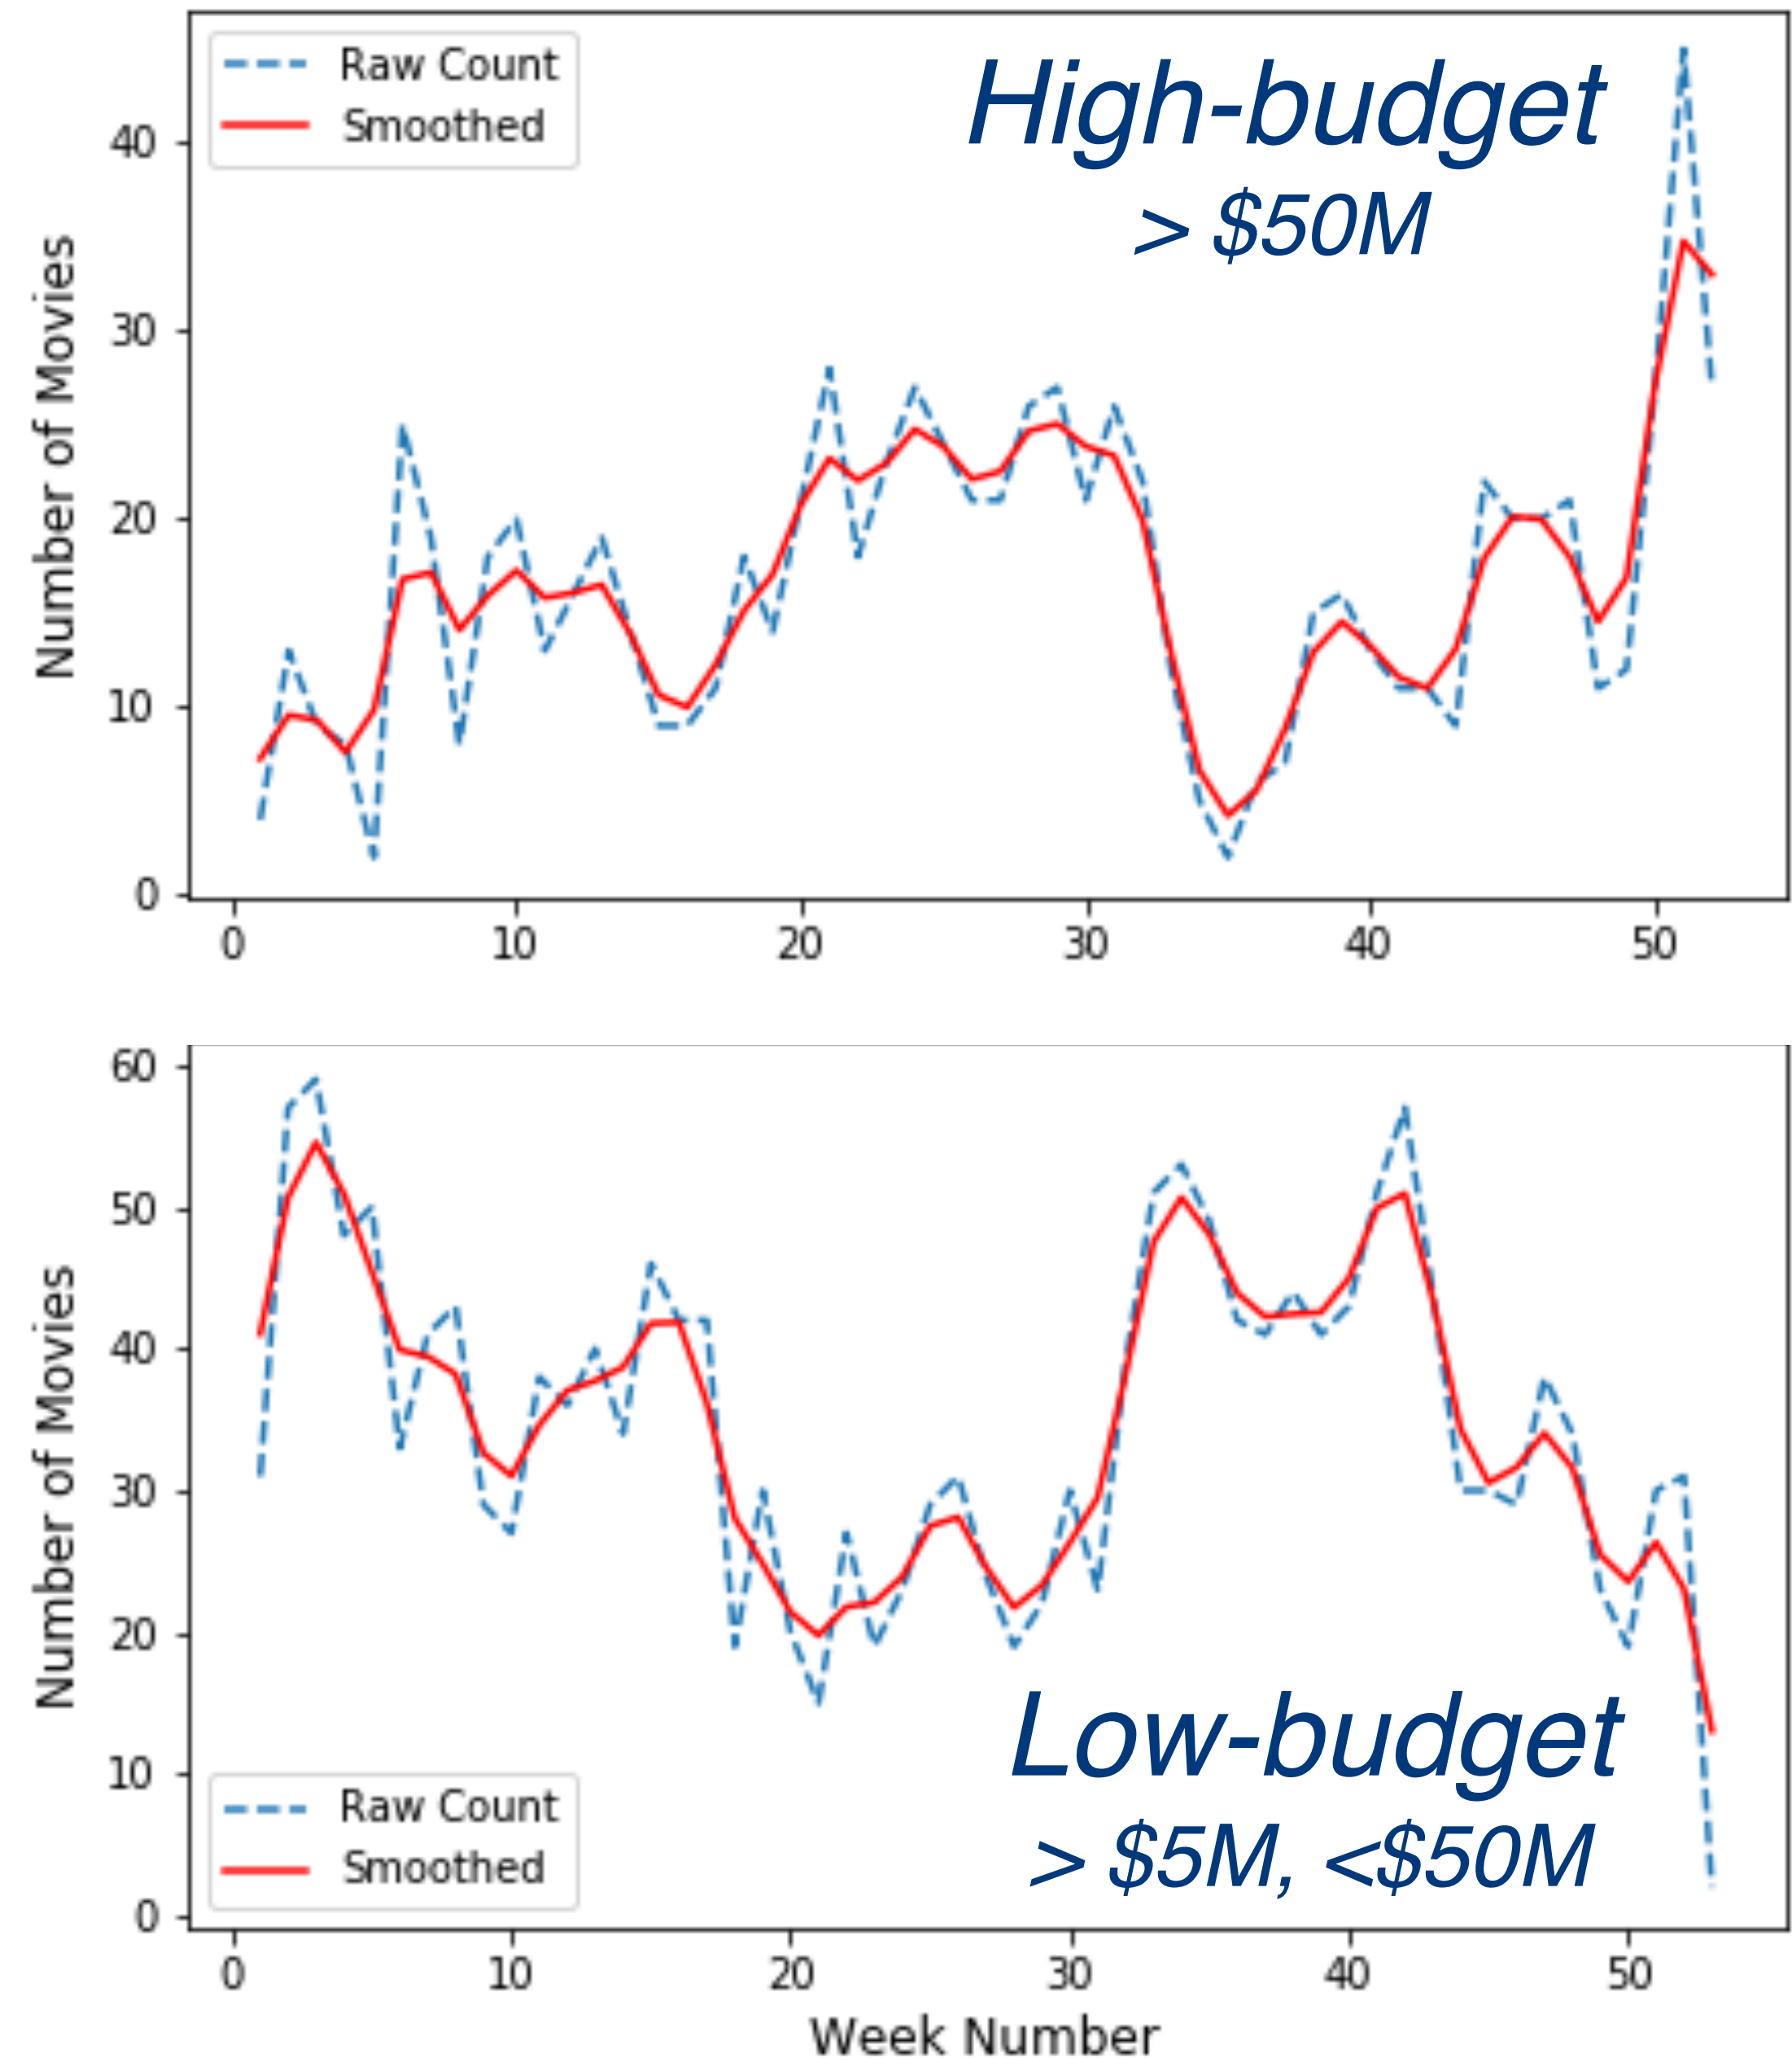 Raw Count
Smoothed
High-budget
> $50M
Number of Movies
40
30
20
10
0
0 10 20 30 40 50
Number of Movies
60
50
40
30
20
10
0
Low-budget
> $5M, <$50M
Raw Count
Smoothed
0 10 20 30 40 50
Week Number